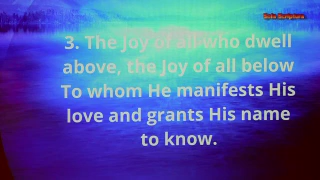 3. The Joy of all who dwell
above, the Joy of all below
To whom He manifests His
love and grants His name
to know.